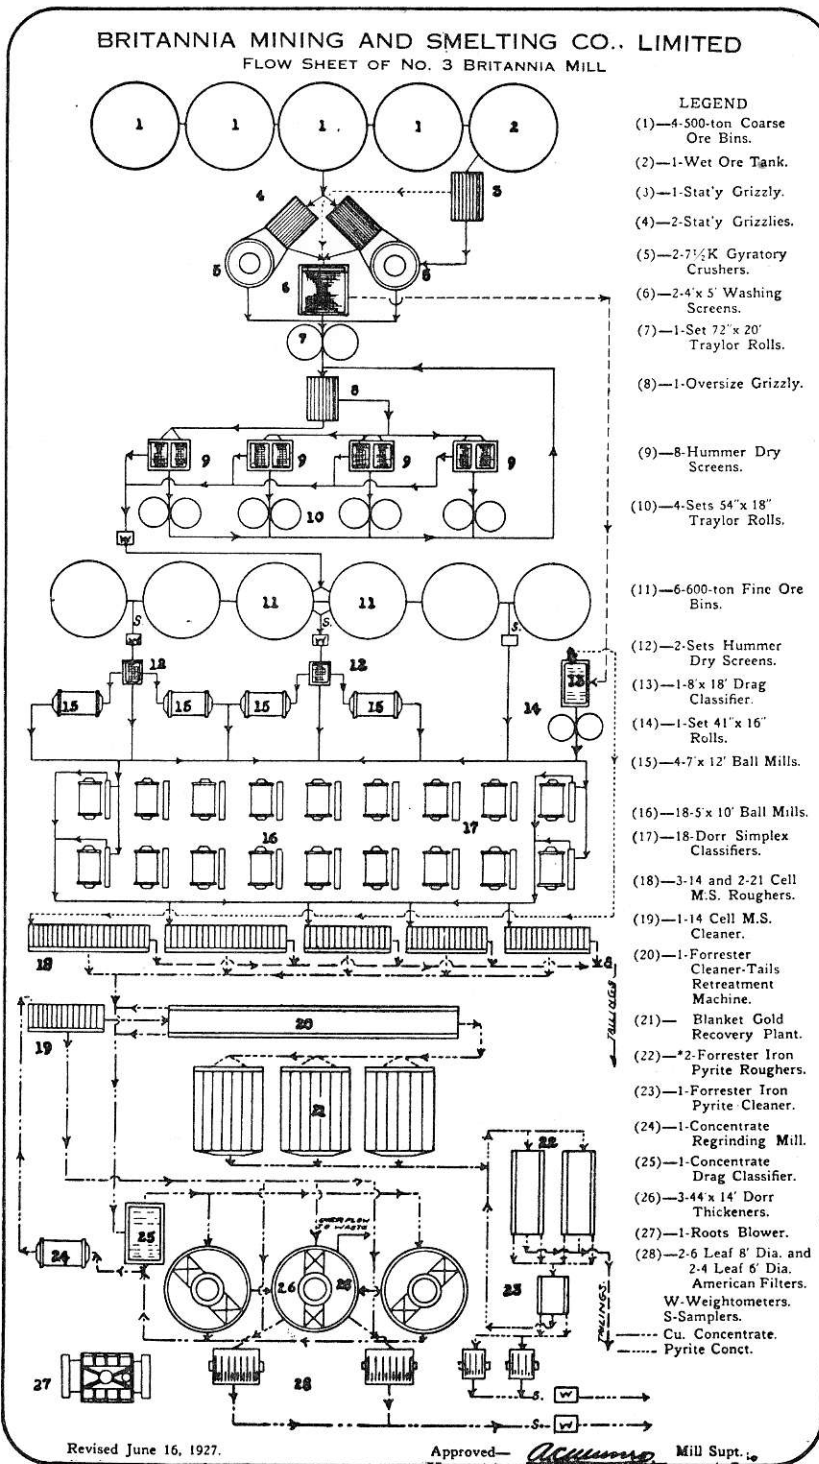 BRITANNIA MINING AND SMELTING CO., LIMITED
FLOW SHEET OF NO. 3 BRITANNIA MILL
1
1
1
1
2
3
4
5
5
6
7
8
9
9
9
9
10
W
11
11
S.
S.
S.
W
W
12
12
13
14
15
15
15
15
16
17
18
S
TAILINGS
19
20
21
22
23
TAILINGS
24
25
OVERFLOW
TO WASTE
26
26
27
28
S.
W
S.
W
LEGEND
(1)—4-500-ton Coarse
Ore Bins.
(2)—1-Wet Ore Tank.
(3)—1-Stat'y Grizzly.
(4)—2-Stat'y Grizzlies.
(5)—2-7½K Gyratory
Crushers.
(6)—2-4'x 5' Washing
Screens.
(7)—1-Set 72"x 20'
Traylor Rolls.
(8)—1-Oversize Grizzly.
(9)—8-Hummer Dry
Screens.
(10)—4-Sets 54"x 18"
Traylor Rolls.
(11)—6-600-ton Fine Ore
Bins.
(12)—2-Sets Hummer
Dry Screens.
(13)—1-8'x 18' Drag
Classifier.
(14)—1-Set 41"x 16"
Rolls.
(15)—4-7'x 12' Ball Mills.
(16)—18-5'x 10' Ball Mills.
(17)—18-Dorr Simplex
Classifiers.
(18)—3-14 and 2-21 Cell
M.S. Roughers.
(19)—1-14 Cell M.S.
Cleaner.
(20)—1-Forrester
Cleaner-Tails
Retreatment
Machine.
(21)— Blanket Gold
Recovery Plant.
(22)—*2-Forrester Iron
Pyrite Roughers.
(23)—1-Forrester Iron
Pyrite Cleaner.
(24)—1-Concentrate
Regrinding Mill.
(25)—1-Concentrate
Drag Classifier.
(26)—3-44'x 14' Dorr
Thickeners.
(27)—1-Roots Blower.
(28)—2-6 Leaf 8' Dia. and
2-4 Leaf 6' Dia.
American Filters.
W-Weightometers.
S-Samplers.
Cu. Concentrate.
Pyrite Conct.
Revised June 16, 1927.
Approved— Mill Supt.